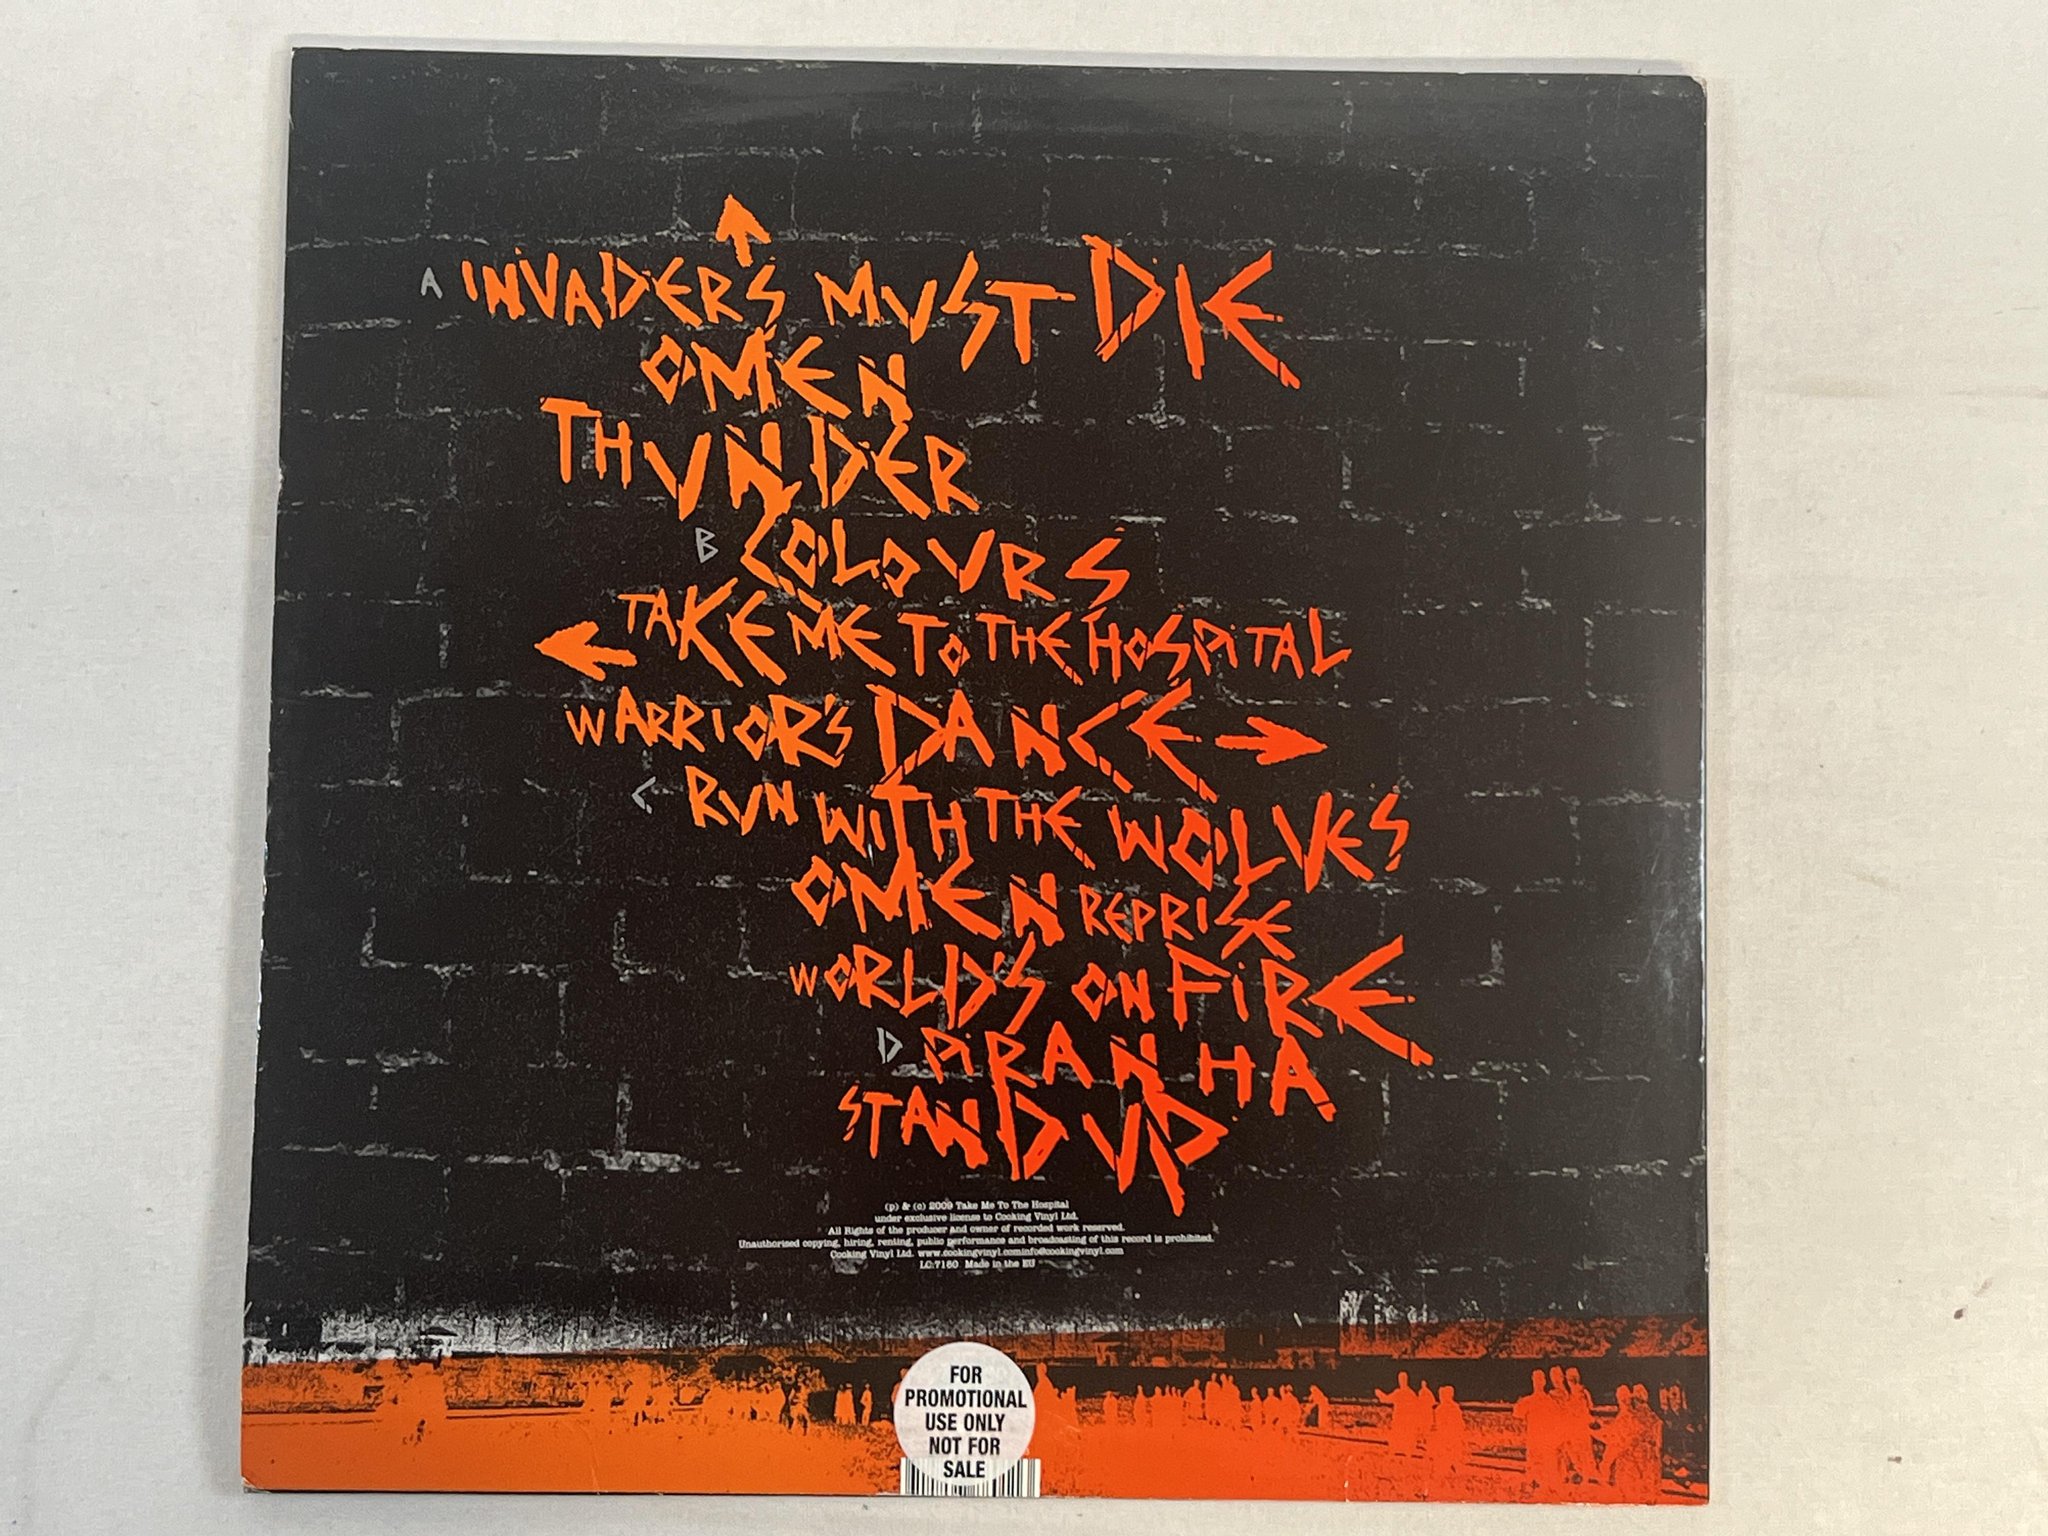 A INVADERS MUST DIE
OMEN
THUNDER
B COLOURS
TAKE ME TO THE HOSPITAL
WARRIOR'S DANCE
C RUN WITH THE WOLVES
OMEN REPRISE
WORLD'S ON FIRE
D PIRANHA
STAND UP
(p) & (c) 2009 Take Me To The Hospital
under exclusive license to Cooking Vinyl Ltd.
All Rights of the producer and owner of recorded work reserved.
Unauthorised copying, hiring, renting, public performance and broadcasting of this record is prohibited.
Cooking Vinyl Ltd. www.cookingvinyl.cominfo@cookingvinyl.com
LC:7180 Made in the EU
FOR
PROMOTIONAL
USE ONLY
NOT FOR
SALE